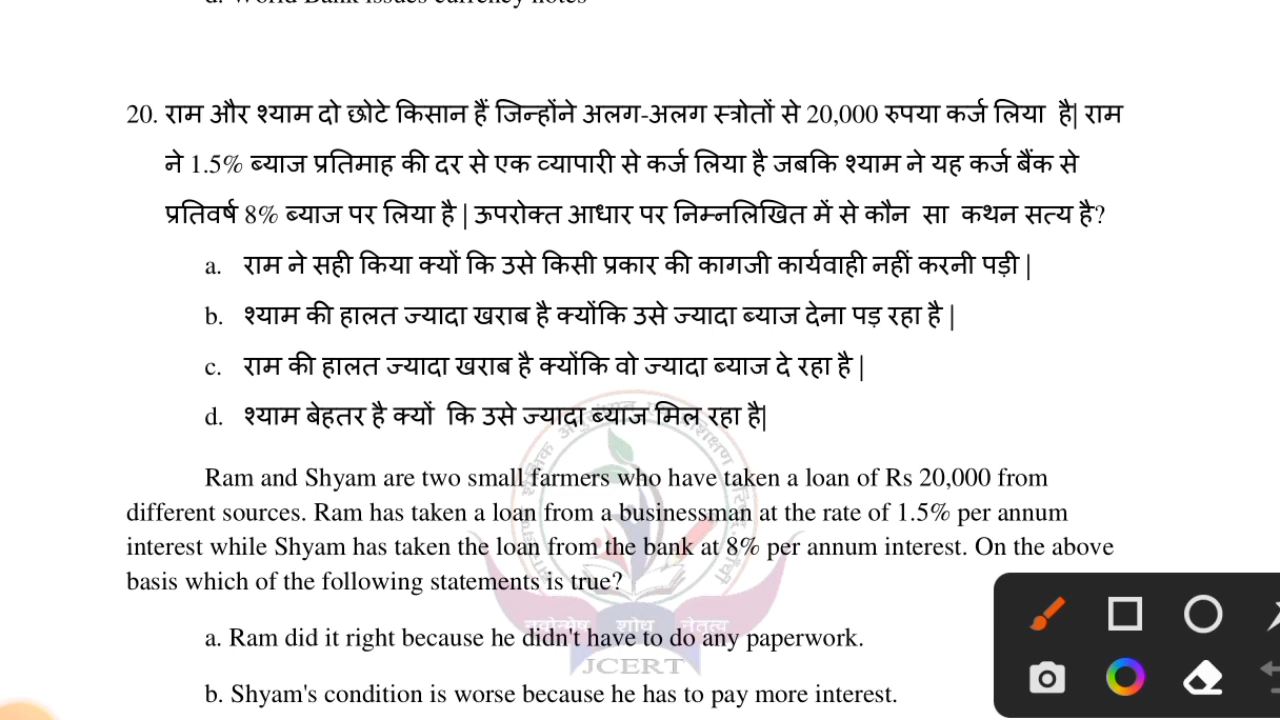 20. राम और श्याम दो छोटे किसान हैं जिन्होंने अलग-अलग स्त्रोतों से 20,000 रुपया कर्ज लिया है| राम
ने 1.5% ब्याज प्रतिमाह की दर से एक व्यापारी से कर्ज लिया है जबकि श्याम ने यह कर्ज बैंक से
प्रतिवर्ष 8% ब्याज पर लिया है | ऊपरोक्त आधार पर निम्नलिखित में से कौन सा कथन सत्य है?
a. राम ने सही किया क्यों कि उसे किसी प्रकार की कागजी कार्यवाही नहीं करनी पड़ी |
b. श्याम की हालत ज्यादा खराब है क्योंकि उसे ज्यादा ब्याज देना पड़ रहा है |
c. राम की हालत ज्यादा खराब है क्योंकि वो ज्यादा ब्याज दे रहा है |
d. श्याम बेहतर है क्यों कि उसे ज्यादा ब्याज मिल रहा है|
Ram and Shyam are two small farmers who have taken a loan of Rs 20,000 from
different sources. Ram has taken a loan from a businessman at the rate of 1.5% per annum
interest while Shyam has taken the loan from the bank at 8% per annum interest. On the above
basis which of the following statements is true?
a. Ram did it right because he didn't have to do any paperwork.
शोध
JCERT
b. Shyam's condition is worse because he has to pay more interest.